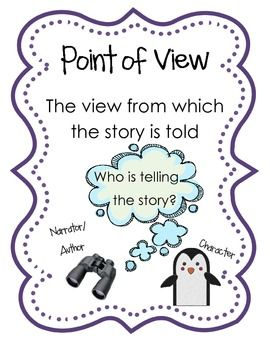 Point of View
The view from which
the story is told
Who is telling
the story?
Narrator/
Author
Character